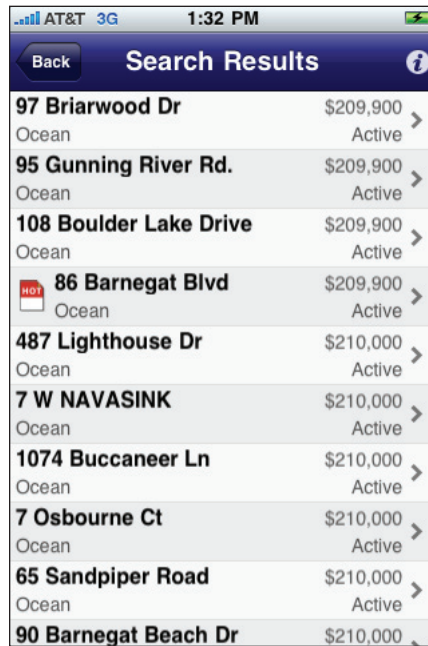 AT&T 3G 1:32 PM
Back Search Results i
97 Briarwood Dr $209,900
Ocean Active
95 Gunning River Rd. $209,900
Ocean Active
108 Boulder Lake Drive $209,900
Ocean Active
HOT 86 Barnegat Blvd $209,900
Ocean Active
487 Lighthouse Dr $210,000
Ocean Active
7 W NAVASINK $210,000
Ocean Active
1074 Buccaneer Ln $210,000
Ocean Active
7 Osbourne Ct $210,000
Ocean Active
65 Sandpiper Road $210,000
Ocean Active
90 Barnegat Beach Dr $210,000